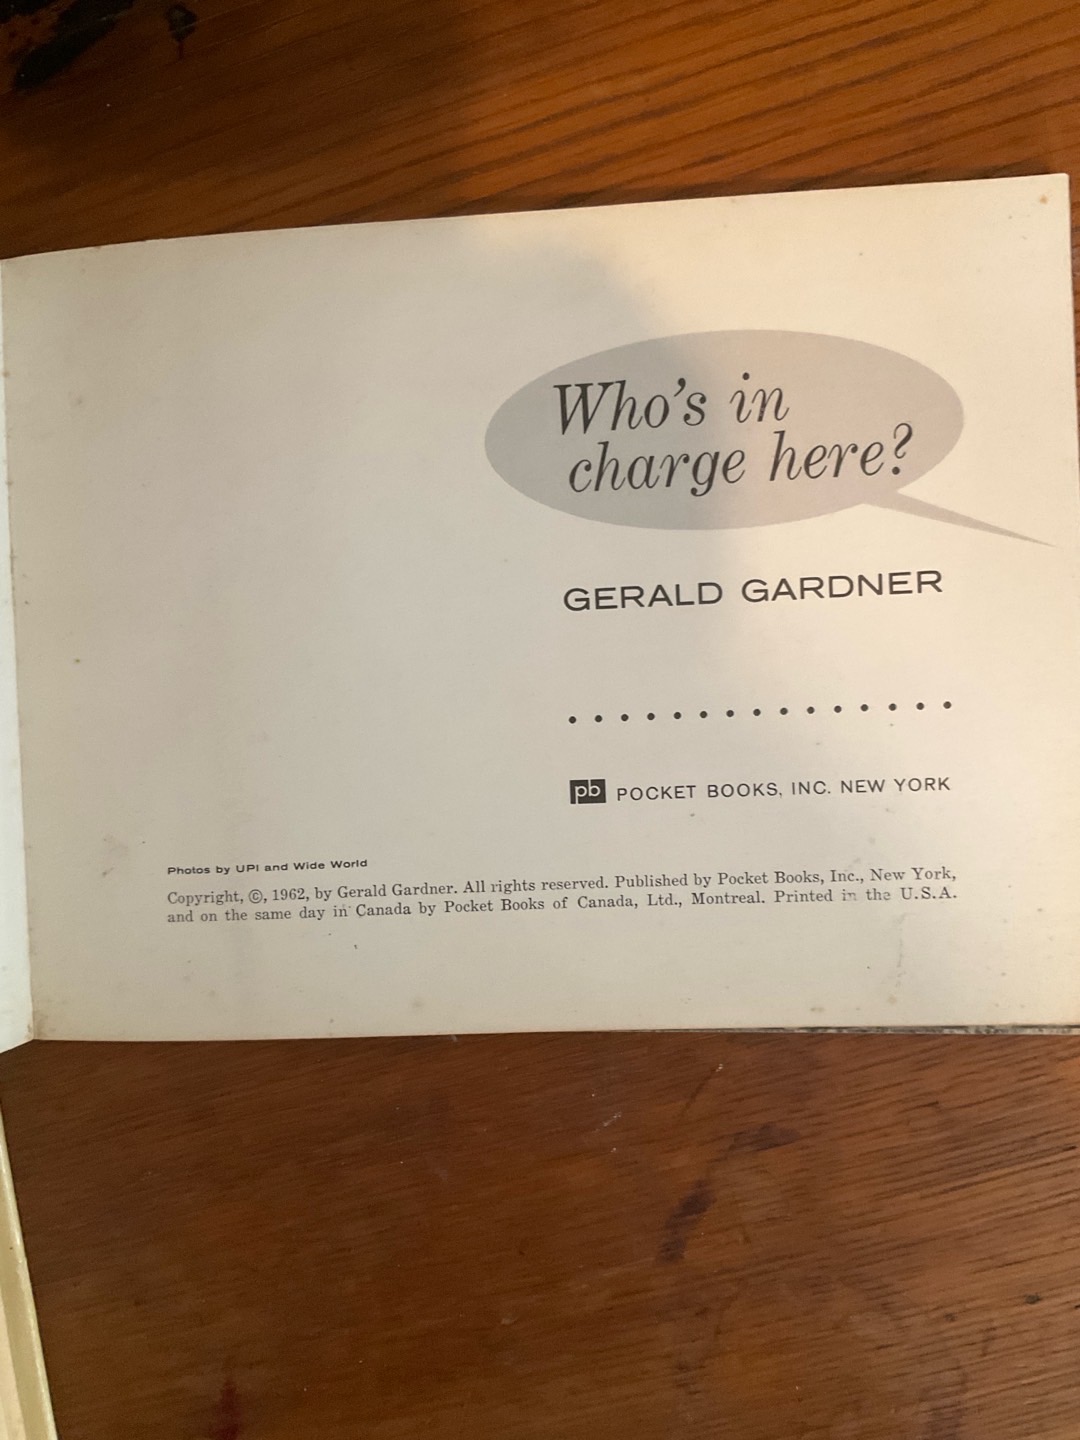 Who's in
charge here?
GERALD GARDNER
pb POCKET BOOKS, INC. NEW YORK
Photos by UPI and Wide World
Copyright, ©, 1962, by Gerald Gardner. All rights reserved. Published by Pocket Books, Inc., New York,
and on the same day in Canada by Pocket Books of Canada, Ltd., Montreal. Printed in the U.S.A.